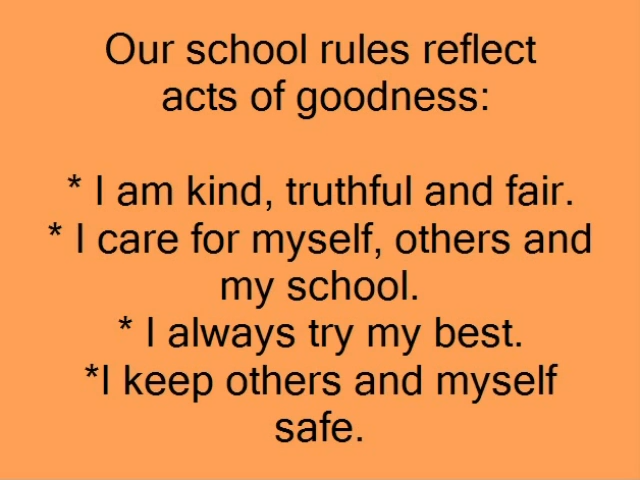 Our school rules reflect
acts of goodness:
* I am kind, truthful and fair.
* I care for myself, others and
my school.
* I always try my best.
*I keep others and myself
safe.